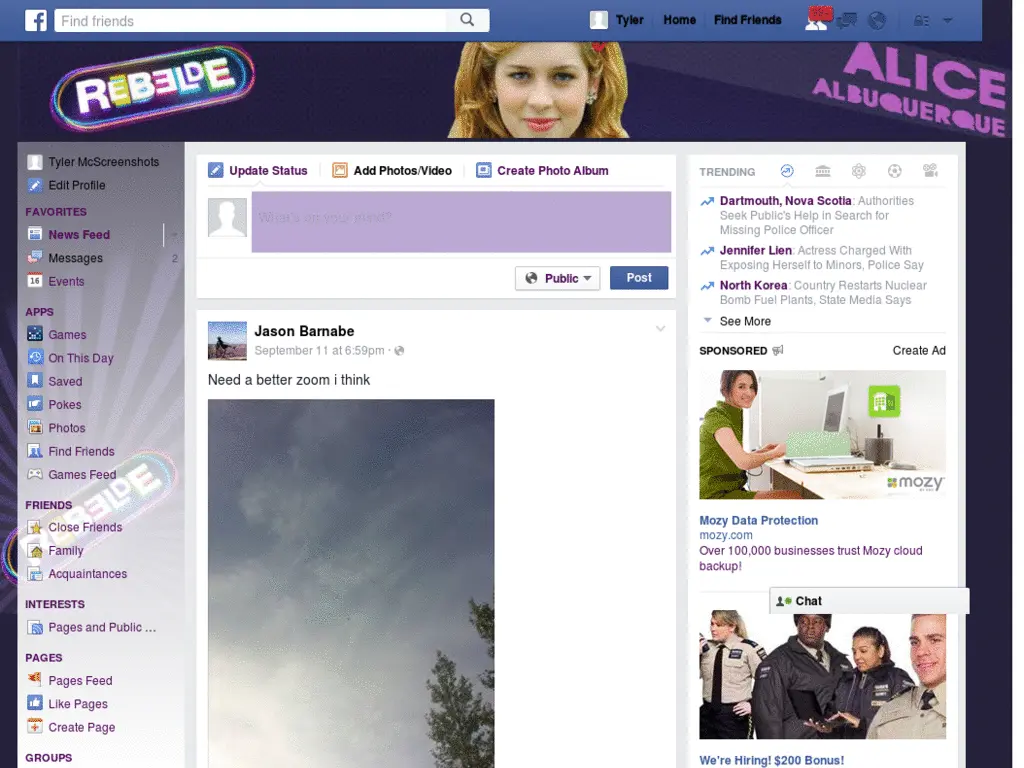 Find friends
Tyler
Home
Find Friends
REBELDE
ALICE
ALBUQUERQUE
Tyler McScreenshots
Edit Profile
FAVORITES
News Feed
Messages 2
16 Events
APPS
Games
On This Day
Saved
Pokes
Photos
Find Friends
Games Feed
REBELDE
FRIENDS
Close Friends
Family
Acquaintances
INTERESTS
Pages and Public ...
PAGES
Pages Feed
Like Pages
Create Page
GROUPS
Update Status
Add Photos/Video
Create Photo Album
What's on your mind?
Public
Post
Jason Barnabe
September 11 at 6:59pm ·
Need a better zoom i think
TRENDING
Dartmouth, Nova Scotia: Authorities
Seek Public's Help in Search for
Missing Police Officer
Jennifer Lien: Actress Charged With
Exposing Herself to Minors, Police Say
North Korea: Country Restarts Nuclear
Bomb Fuel Plants, State Media Says
See More
SPONSORED
Create Ad
mozy
Mozy Data Protection
mozy.com
Over 100,000 businesses trust Mozy cloud
backup!
Chat
We're Hiring! $200 Bonus!